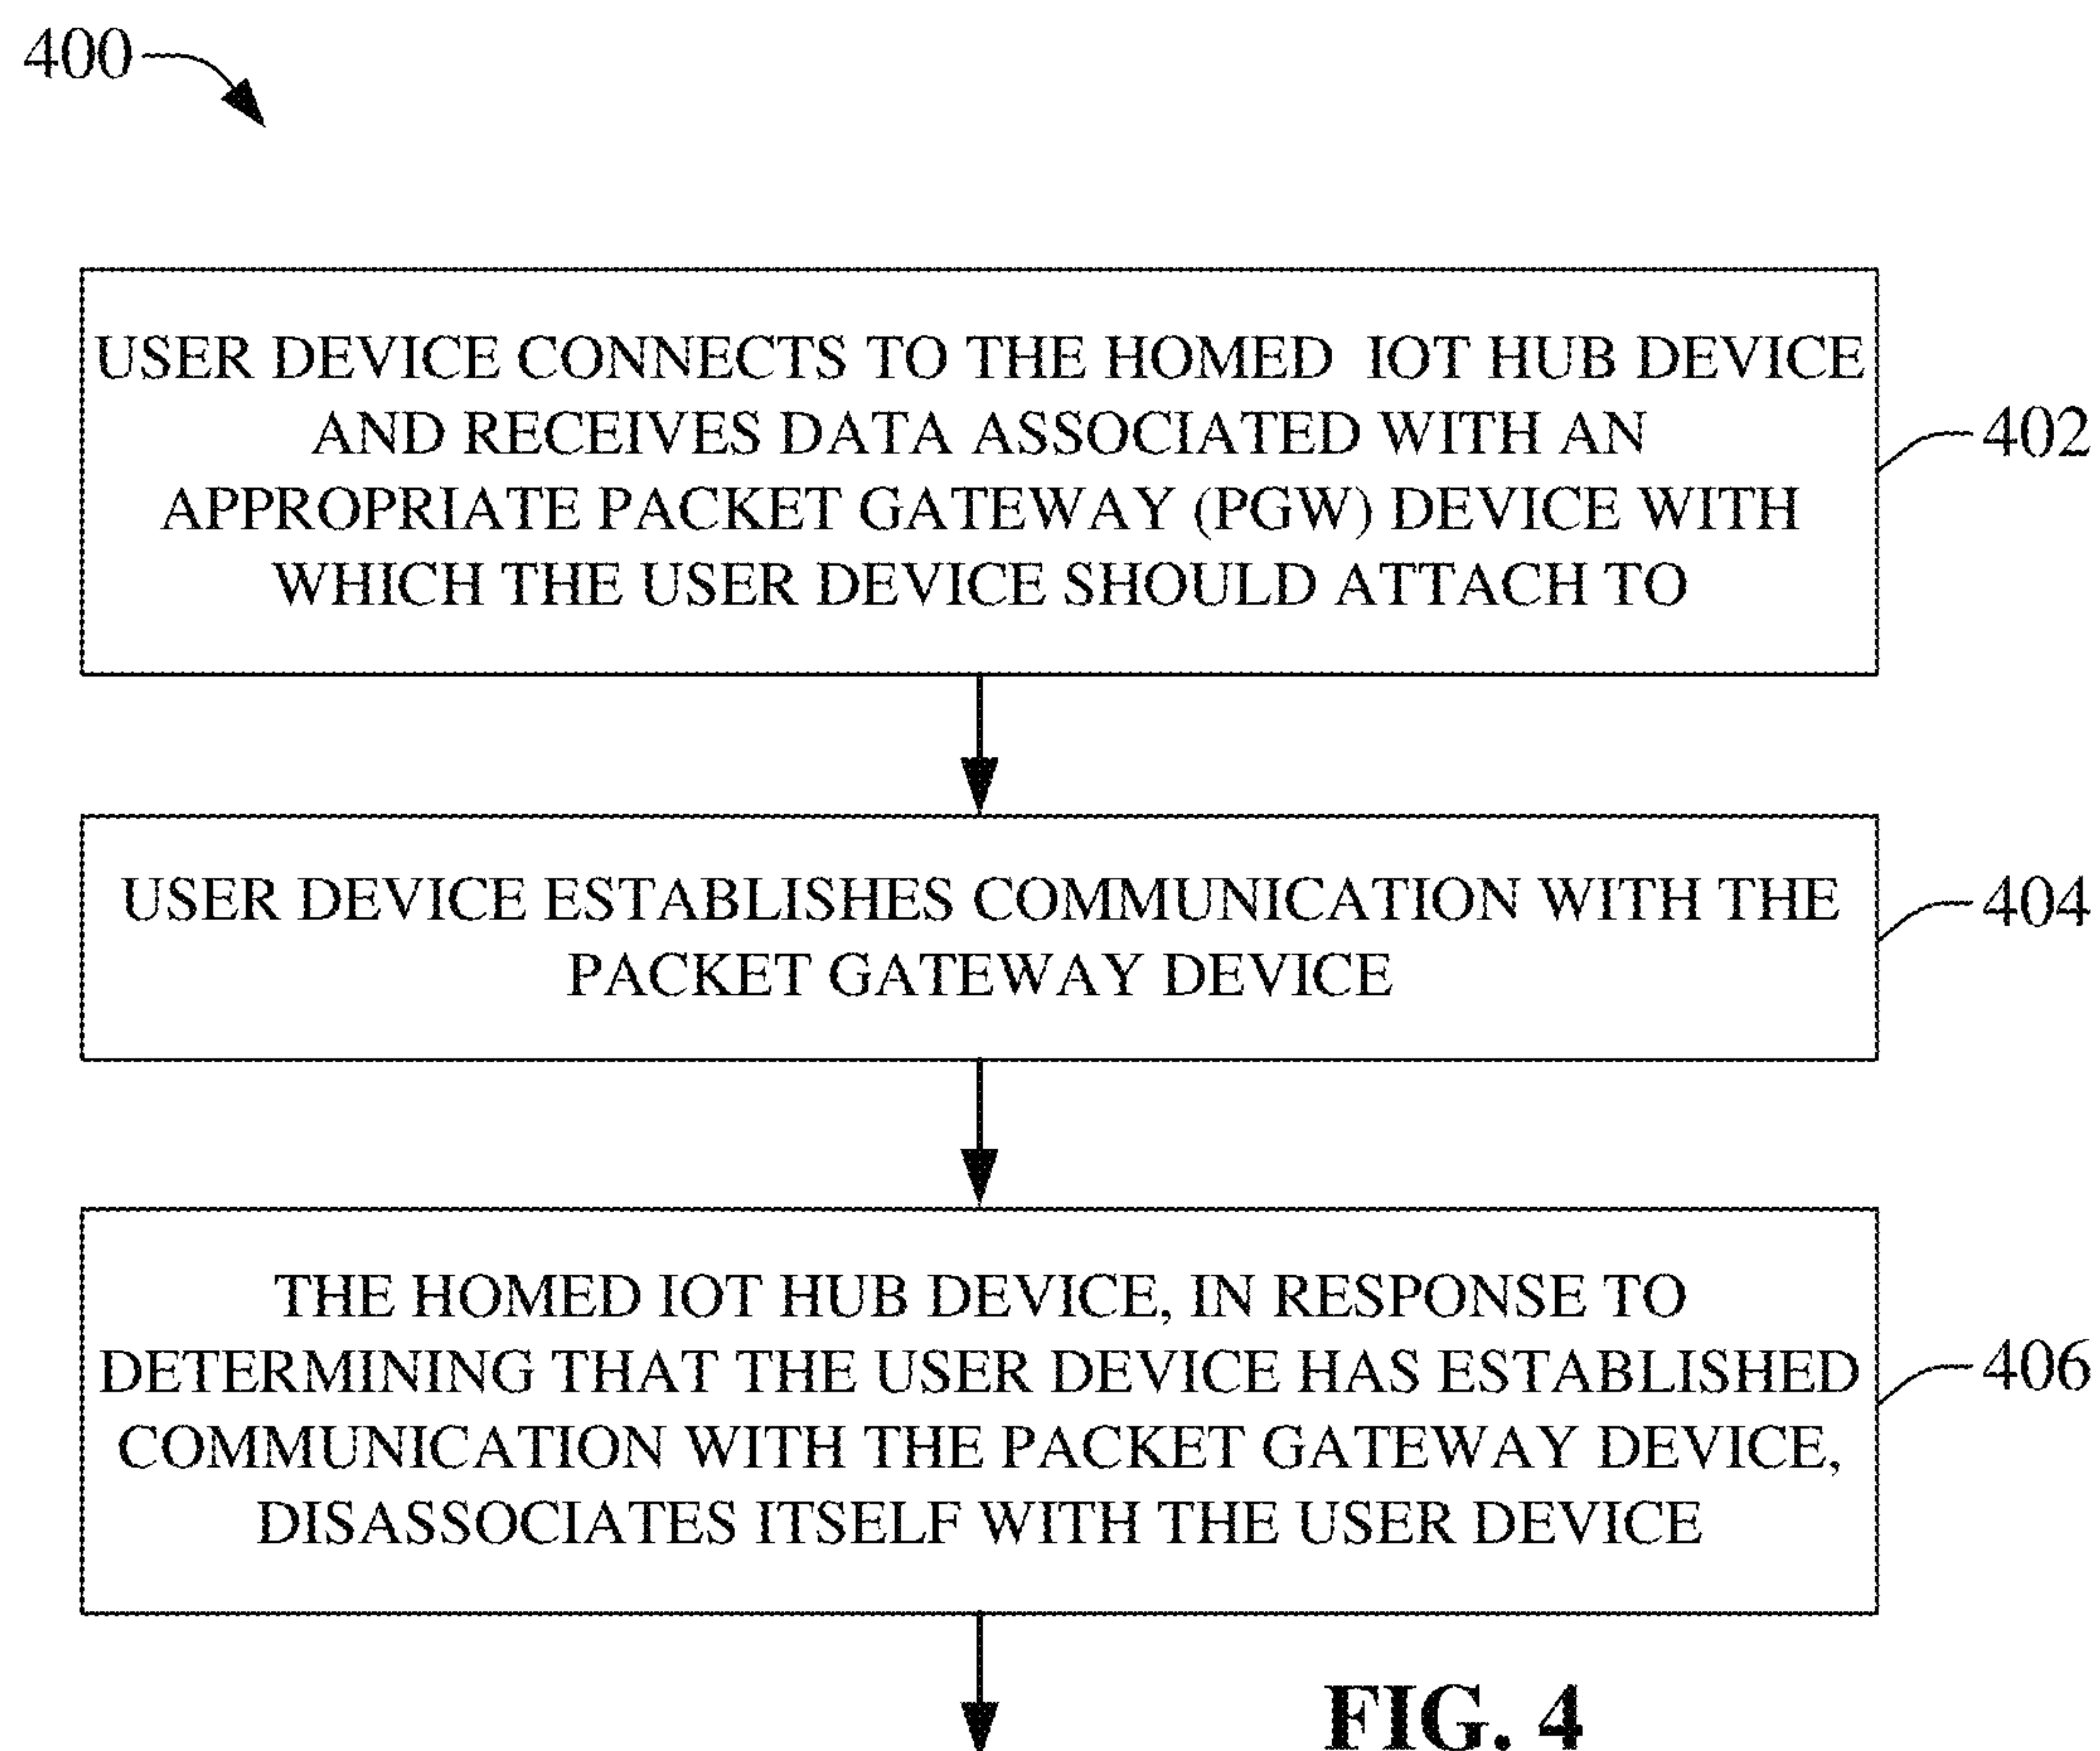 400
USER DEVICE CONNECTS TO THE HOMED IOT HUB DEVICE
AND RECEIVES DATA ASSOCIATED WITH AN
APPROPRIATE PACKET GATEWAY (PGW) DEVICE WITH
WHICH THE USER DEVICE SHOULD ATTACH TO
402
USER DEVICE ESTABLISHES COMMUNICATION WITH THE
PACKET GATEWAY DEVICE
404
THE HOMED IOT HUB DEVICE, IN RESPONSE TO
DETERMINING THAT THE USER DEVICE HAS ESTABLISHED
COMMUNICATION WITH THE PACKET GATEWAY DEVICE,
DISASSOCIATES ITSELF WITH THE USER DEVICE
406
FIG. 4